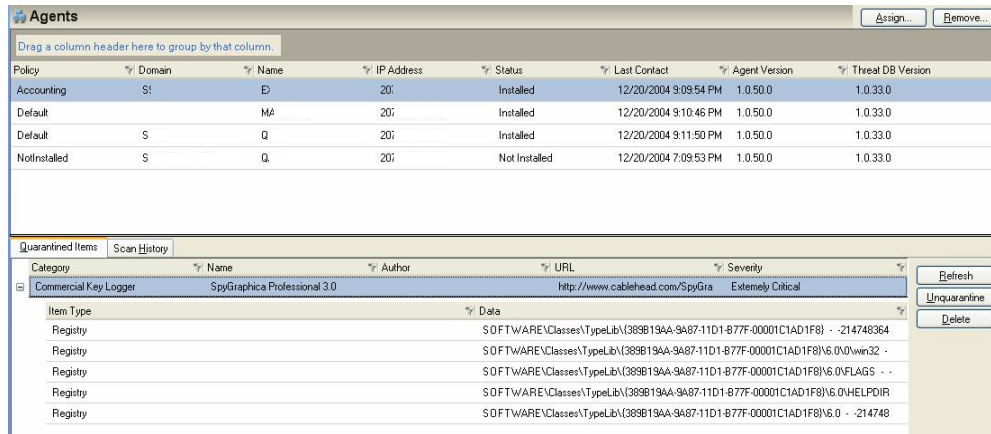 Agents
Assign...
Remove...
Drag a column header here to group by that column.
Policy Domain Name IP Address Status Last Contact Agent Version Threat DB Version
Accounting Installed 12/20/2004 9:09:54 PM 1.0.50.0 1.0.33.0
Default MA 207 Installed 12/20/2004 9:10:46 PM 1.0.50.0 1.0.33.0
Default S Q 207 Installed 12/20/2004 9:11:50 PM 1.0.50.0 1.0.33.0
NotInstalled S Q 207 Not Installed 12/20/2004 7:09:53 PM 1.0.50.0 1.0.33.0
Quarantined Items Scan History
Category Name Author URL Severity
Commercial Key Logger SpyGraphica Professional 3.0 http://www.cablehead.com/SpyGra Extemely Critical
Item Type Data
Registry SOFTWARE\Classes\TypeLib\{389B19AA-9A87-11D1-B77F-00001C1AD1F8} - -214748364
Registry SOFTWARE\Classes\TypeLib\{389B19AA-9A87-11D1-B77F-00001C1AD1F8}\6.0\0\win32 -
Registry SOFTWARE\Classes\TypeLib\{389B19AA-9A87-11D1-B77F-00001C1AD1F8}\6.0\FLAGS - -
Registry SOFTWARE\Classes\TypeLib\{389B19AA-9A87-11D1-B77F-00001C1AD1F8}\6.0\HELPDIR
Registry SOFTWARE\Classes\TypeLib\{389B19AA-9A87-11D1-B77F-00001C1AD1F8}\6.0 - -214748
Refresh
Unquarantine
Delete